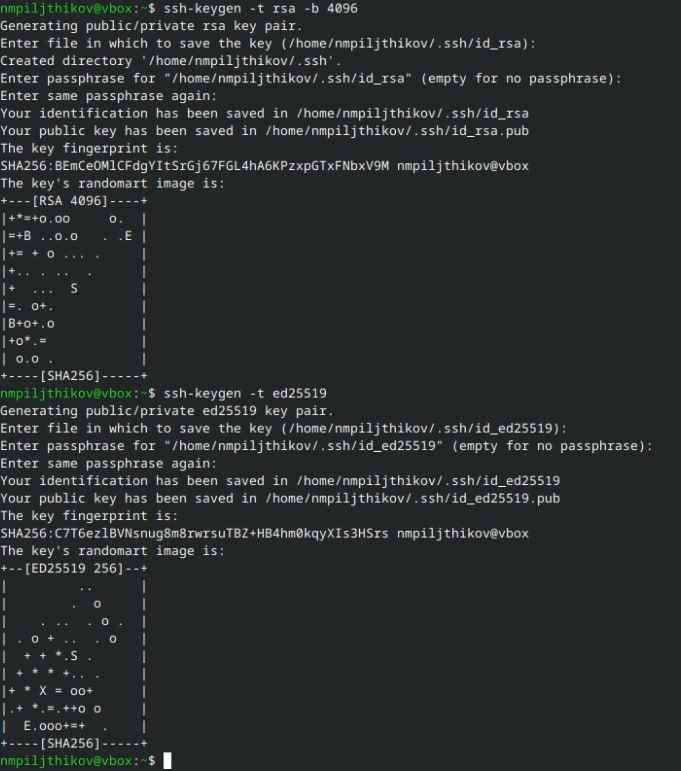 nmpiljthikov@vbox:~$ ssh-keygen -t rsa -b 4096
Generating public/private rsa key pair.
Enter file in which to save the key (/home/nmpiljthikov/.ssh/id_rsa):
Created directory '/home/nmpiljthikov/.ssh'.
Enter passphrase for "/home/nmpiljthikov/.ssh/id_rsa" (empty for no passphrase):
Enter same passphrase again:
Your identification has been saved in /home/nmpiljthikov/.ssh/id_rsa
Your public key has been saved in /home/nmpiljthikov/.ssh/id_rsa.pub
The key fingerprint is:
SHA256:BEmCeOMlCFdgYItSrGj67FGL4hA6KPzxpGTxFNbxV9M nmpiljthikov@vbox
The key's randomart image is:
+---[RSA 4096]----+
|+*=+o.oo     o.  |
|=+B ..o.o   . .E |
|+= + o ... .     |
|+.. . ..  .      |
|+  ...  S        |
|=. o+.           |
|B+o+.o           |
|+o*.=            |
| o.o .           |
+----[SHA256]-----+
nmpiljthikov@vbox:~$ ssh-keygen -t ed25519
Generating public/private ed25519 key pair.
Enter file in which to save the key (/home/nmpiljthikov/.ssh/id_ed25519):
Enter passphrase for "/home/nmpiljthikov/.ssh/id_ed25519" (empty for no passphrase):
Enter same passphrase again:
Your identification has been saved in /home/nmpiljthikov/.ssh/id_ed25519
Your public key has been saved in /home/nmpiljthikov/.ssh/id_ed25519.pub
The key fingerprint is:
SHA256:C7T6ezlBVNsnug8m8rwrsuTBZ+HB4hm0kqyXIs3HSrs nmpiljthikov@vbox
The key's randomart image is:
+--[ED25519 256]--+
|         ..      |
|        .  o     |
|    . ..  . o .  |
| . o + ..  . o   |
|  + + *.S .      |
| + * * +.. .     |
|+ * X = oo+      |
|.+ *.=.++o o     |
|  E.ooo+=+  .    |
+----[SHA256]-----+
nmpiljthikov@vbox:~$